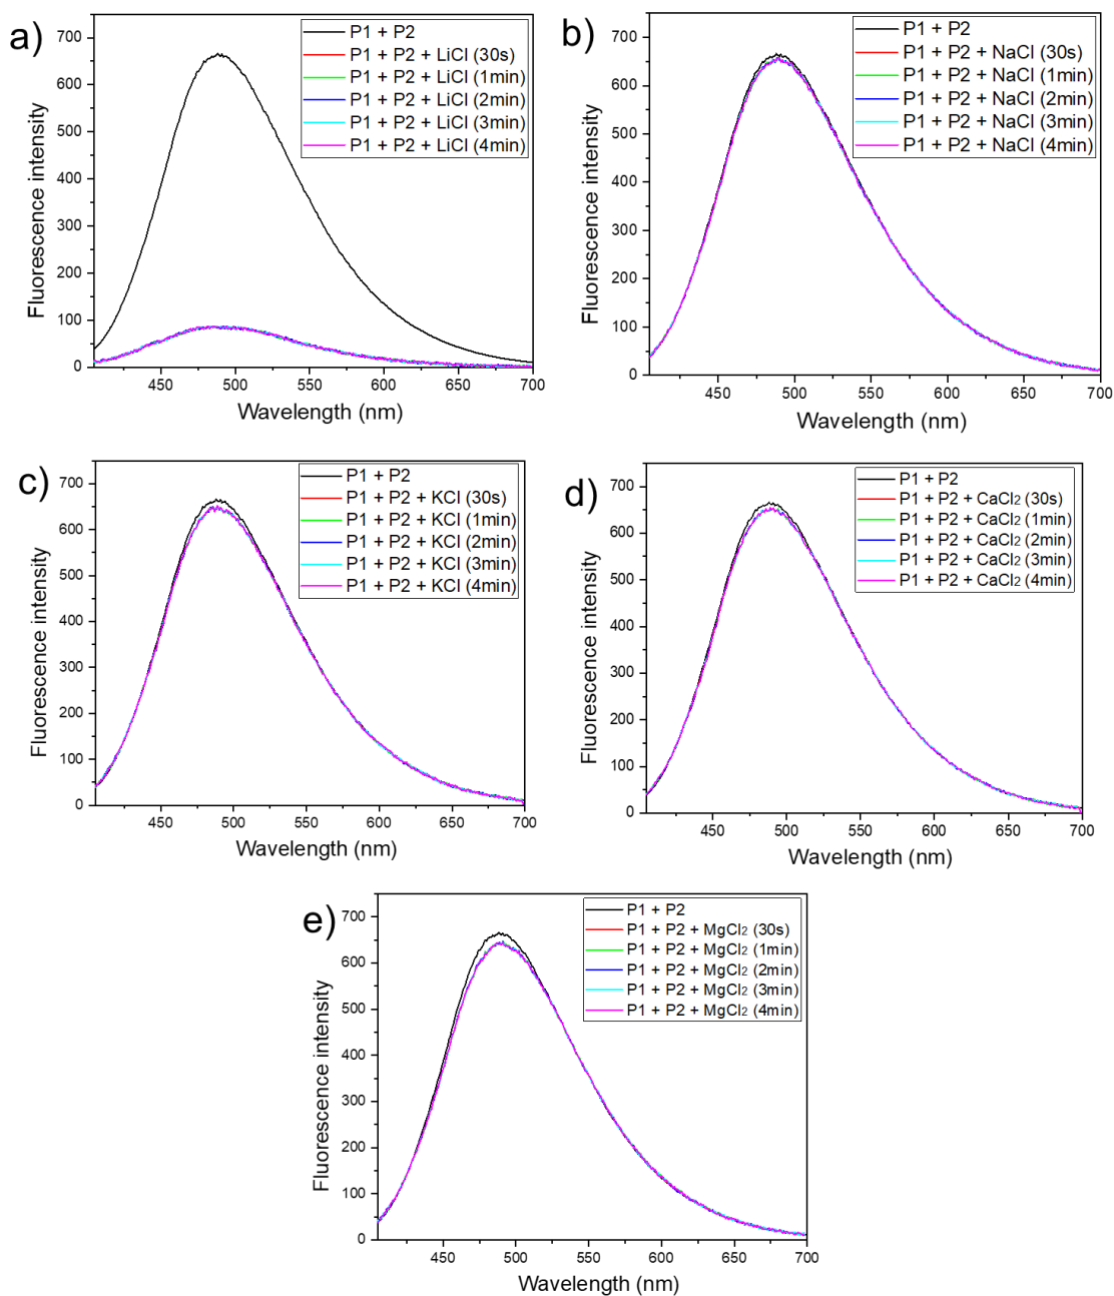 a)
P1 + P2
P1 + P2 + LiCl (30s)
P1 + P2 + LiCl (1min)
P1 + P2 + LiCl (2min)
P1 + P2 + LiCl (3min)
P1 + P2 + LiCl (4min)
Fluorescence intensity
700
600
500
400
300
200
100
0
450 500 550 600 650 700
Wavelength (nm)
b)
P1 + P2
P1 + P2 + NaCl (30s)
P1 + P2 + NaCl (1min)
P1 + P2 + NaCl (2min)
P1 + P2 + NaCl (3min)
P1 + P2 + NaCl (4min)
Fluorescence intensity
700
600
500
400
300
200
100
0
450 500 550 600 650 700
Wavelength (nm)
c)
P1 + P2
P1 + P2 + KCl (30s)
P1 + P2 + KCl (1min)
P1 + P2 + KCl (2min)
P1 + P2 + KCl (3min)
P1 + P2 + KCl (4min)
Fluorescence intensity
700
600
500
400
300
200
100
0
450 500 550 600 650 700
Wavelength (nm)
d)
P1 + P2
P1 + P2 + CaCl2 (30s)
P1 + P2 + CaCl2 (1min)
P1 + P2 + CaCl2 (2min)
P1 + P2 + CaCl2 (3min)
P1 + P2 + CaCl2 (4min)
Fluorescence intensity
700
600
500
400
300
200
100
0
450 500 550 600 650 700
Wavelength (nm)
e)
P1 + P2
P1 + P2 + MgCl2 (30s)
P1 + P2 + MgCl2 (1min)
P1 + P2 + MgCl2 (2min)
P1 + P2 + MgCl2 (3min)
P1 + P2 + MgCl2 (4min)
Fluorescence intensity
700
600
500
400
300
200
100
0
450 500 550 600 650 700
Wavelength (nm)